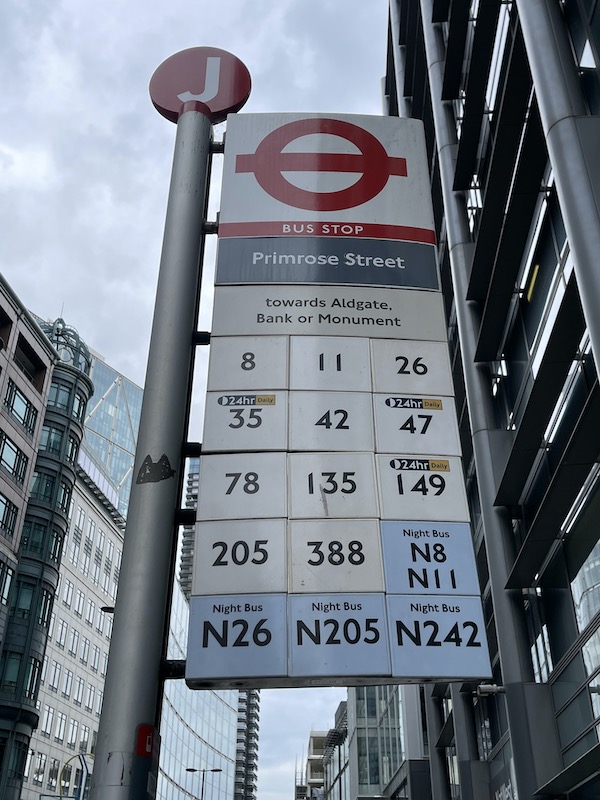 J
BUS STOP
Primrose Street
towards Aldgate,
Bank or Monument
8 11 26
24hr Daily 24hr Daily
35 42 47
24hr Daily
78 135 149
205 388
Night Bus
N8
N11
Night Bus Night Bus Night Bus
N26 N205 N242